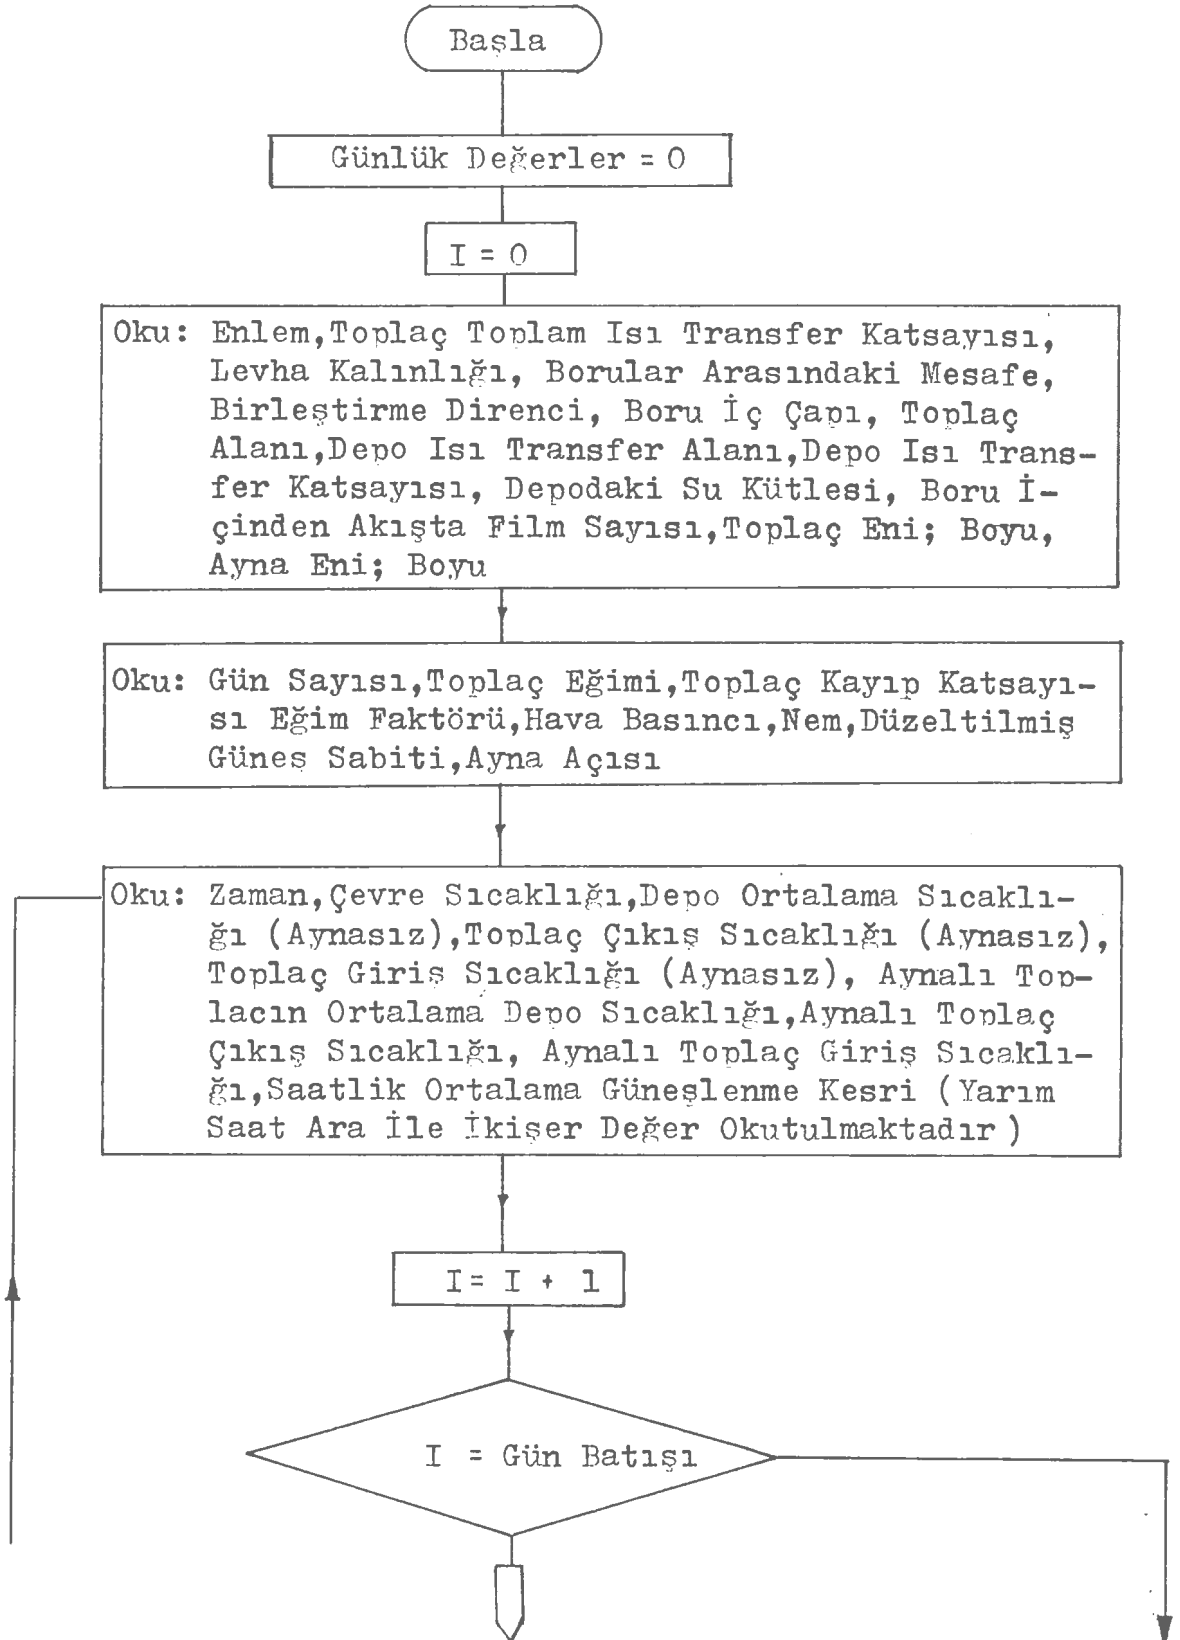 Başla
Günlük Değerler = 0
I = 0
Oku: Enlem,Toplaç Toplam Isı Transfer Katsayısı,
Levha Kalınlığı, Borular Arasındaki Mesafe,
Birleştirme Direnci, Boru İç Çapı, Toplaç
Alanı,Depo Isı Transfer Alanı,Depo Isı Trans-
fer Katsayısı, Depodaki Su Kütlesi, Boru İ-
çinden Akışta Film Sayısı,Toplaç Eni; Boyu,
Ayna Eni; Boyu
Oku: Gün Sayısı,Toplaç Eğimi,Toplaç Kayıp Katsayı-
sı Eğim Faktörü,Hava Basıncı,Nem,Düzeltilmiş
Güneş Sabiti,Ayna Açısı
Oku: Zaman,Çevre Sıcaklığı,Depo Ortalama Sıcaklı-
ğı (Aynasız),Toplaç Çıkış Sıcaklığı (Aynasız),
Toplaç Giriş Sıcaklığı (Aynasız), Aynalı Top-
lacın Ortalama Depo Sıcaklığı,Aynalı Toplaç
Çıkış Sıcaklığı, Aynalı Toplaç Giriş Sıcaklı-
ğı,Saatlik Ortalama Güneşlenme Kesri (Yarım
Saat Ara İle İkişer Değer Okutulmaktadır)
I= I + 1
I = Gün Batışı